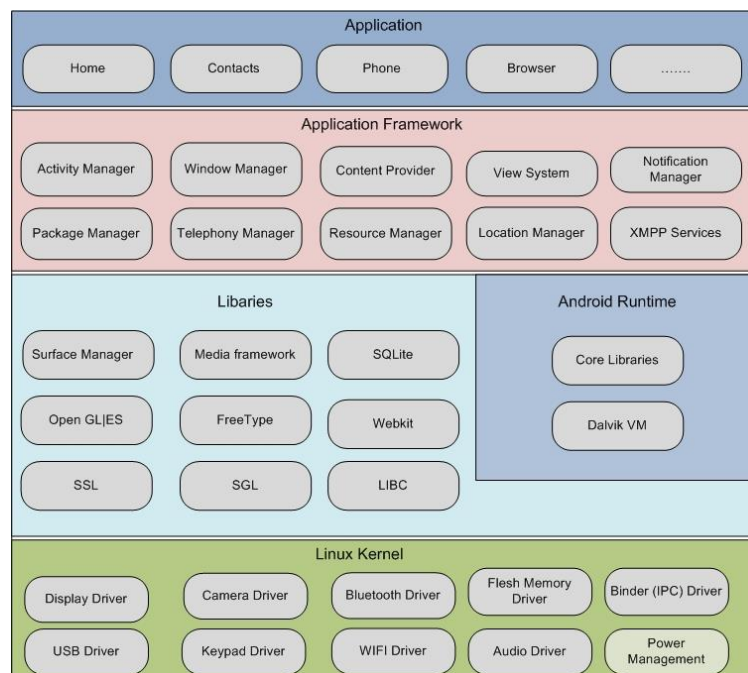 Application
Home
Contacts
Phone
Browser
.......
Application Framework
Activity Manager
Window Manager
Content Provider
View System
Notification
Manager
Package Manager
Telephony Manager
Resource Manager
Location Manager
XMPP Services
Libaries
Surface Manager
Media framework
SQLite
Open GL|ES
FreeType
Webkit
SSL
SGL
LIBC
Android Runtime
Core Libraries
Dalvik VM
Linux Kernel
Display Driver
Camera Driver
Bluetooth Driver
Flesh Memory
Driver
Binder (IPC) Driver
USB Driver
Keypad Driver
WIFI Driver
Audio Driver
Power
Management